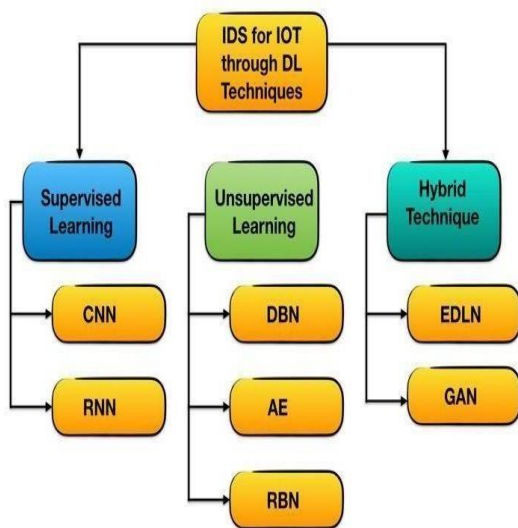 IDS for IOT
through DL
Techniques
Supervised
Learning
Unsupervised
Learning
Hybrid
Technique
CNN
DBN
EDLN
RNN
AE
GAN
RBN